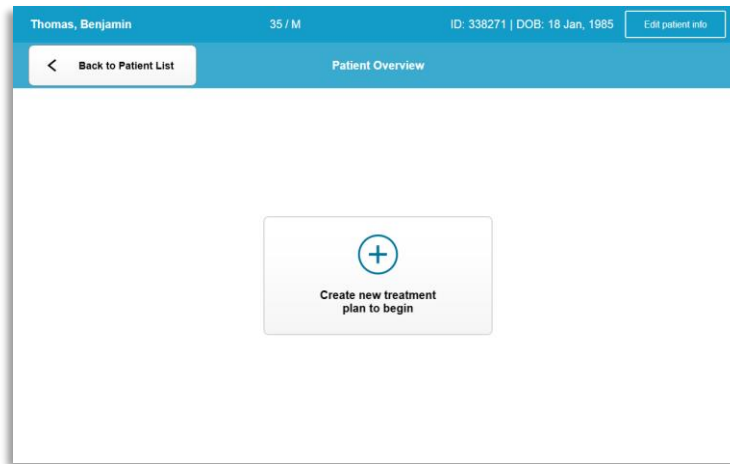 Thomas, Benjamin 35 / M ID: 338271 | DOB: 18 Jan, 1985 Edit patient info
Back to Patient List Patient Overview
Create new treatment
plan to begin